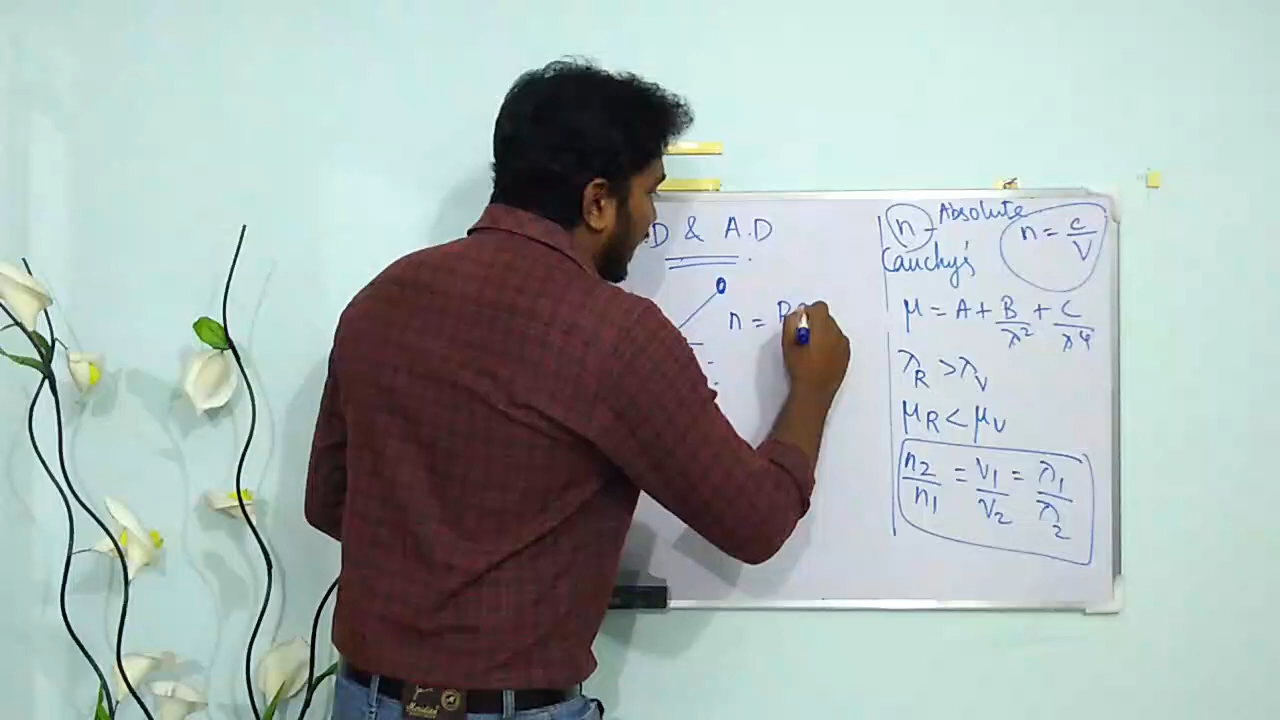 D & A.D
n = R
n - Absolute
n = c/V
Cauchy's
μ = A + B/λ² + C/λ⁴
λR > λV
μR < μV
n2/n1 = V1/V2 = λ1/λ2